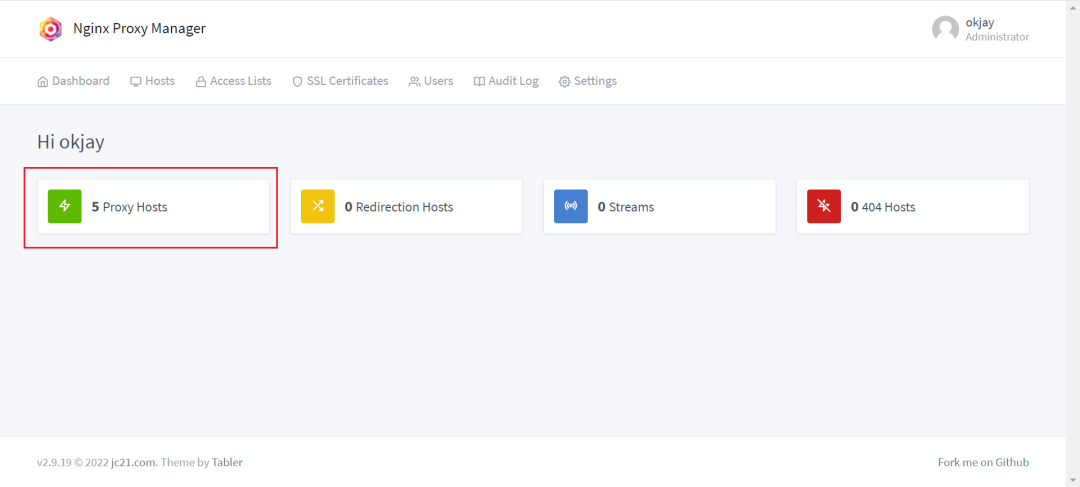 Nginx Proxy Manager
okjay
Administrator
Dashboard Hosts Access Lists SSL Certificates Users Audit Log Settings
Hi okjay
5 Proxy Hosts 0 Redirection Hosts 0 Streams 0 404 Hosts
v2.9.19 © 2022 jc21.com. Theme by Tabler Fork me on Github